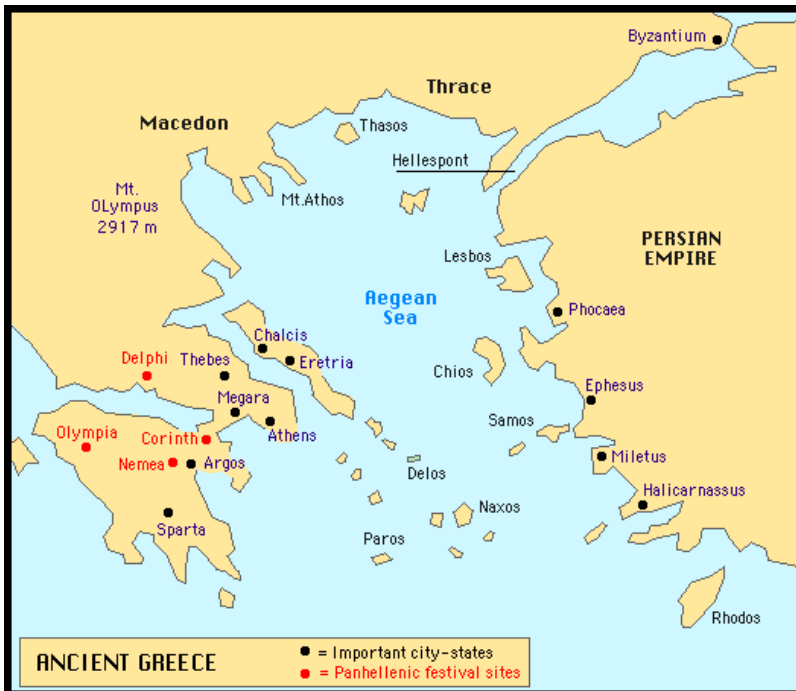 Byzantium
Thrace
Macedon
Thasos
Hellespont
Mt.
OLympus
2917 m
Mt.Athos
PERSIAN
EMPIRE
Lesbos
Aegean
Sea
Phocaea
Chalcis
Delphi
Thebes
Eretria
Chios
Ephesus
Megara
Samos
Olympia
Corinth
Athens
Nemea
Argos
Delos
Miletus
Halicarnassus
Naxos
Sparta
Paros
Rhodos
ANCIENT GREECE
= Important city-states
= Panhellenic festival sites